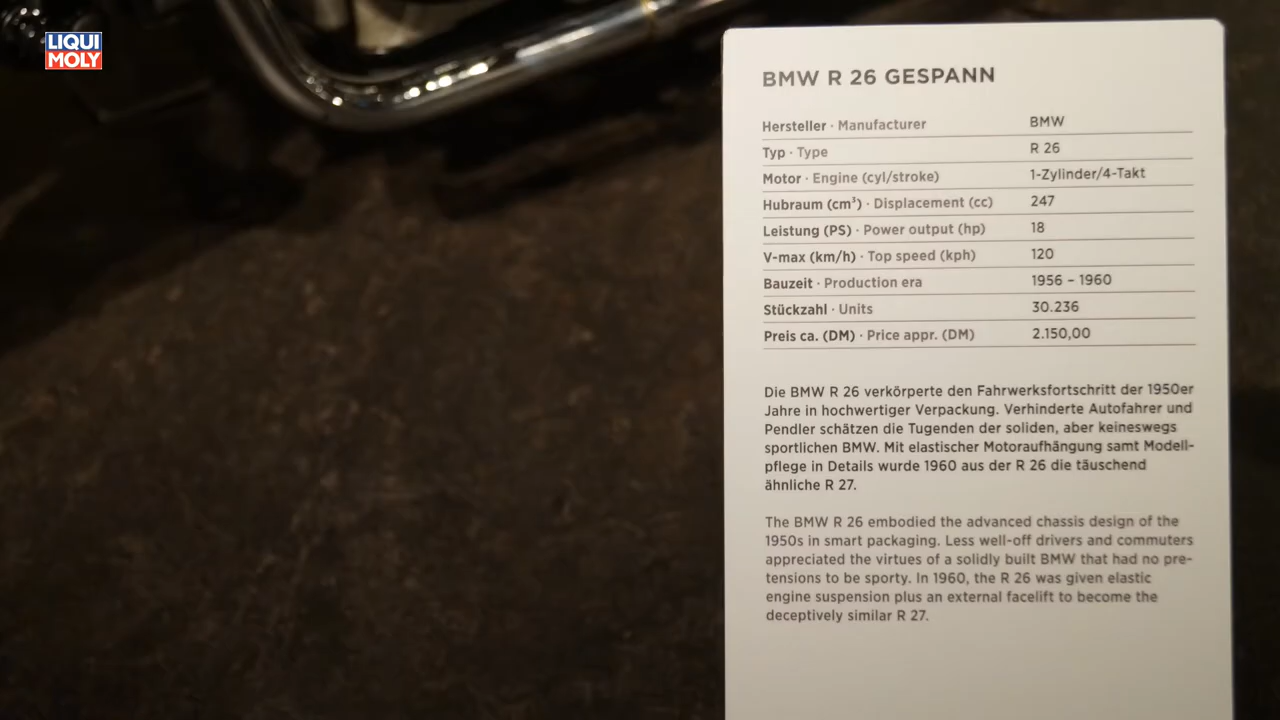 LIQUI
MOLY
BMW R 26 GESPANN
Hersteller · Manufacturer BMW
Typ · Type R 26
Motor · Engine (cyl/stroke) 1-Zylinder/4-Takt
Hubraum (cm³) · Displacement (cc) 247
Leistung (PS) · Power output (hp) 18
V-max (km/h) · Top speed (kph) 120
Bauzeit · Production era 1956 – 1960
Stückzahl · Units 30.236
Preis ca. (DM) · Price appr. (DM) 2.150,00
Die BMW R 26 verkörperte den Fahrwerksfortschritt der 1950er
Jahre in hochwertiger Verpackung. Verhinderte Autofahrer und
Pendler schätzen die Tugenden der soliden, aber keineswegs
sportlichen BMW. Mit elastischer Motoraufhängung samt Modell-
pflege in Details wurde 1960 aus der R 26 die täuschend
ähnliche R 27.
The BMW R 26 embodied the advanced chassis design of the
1950s in smart packaging. Less well-off drivers and commuters
appreciated the virtues of a solidly built BMW that had no pre-
tensions to be sporty. In 1960, the R 26 was given elastic
engine suspension plus an external facelift to become the
deceptively similar R 27.